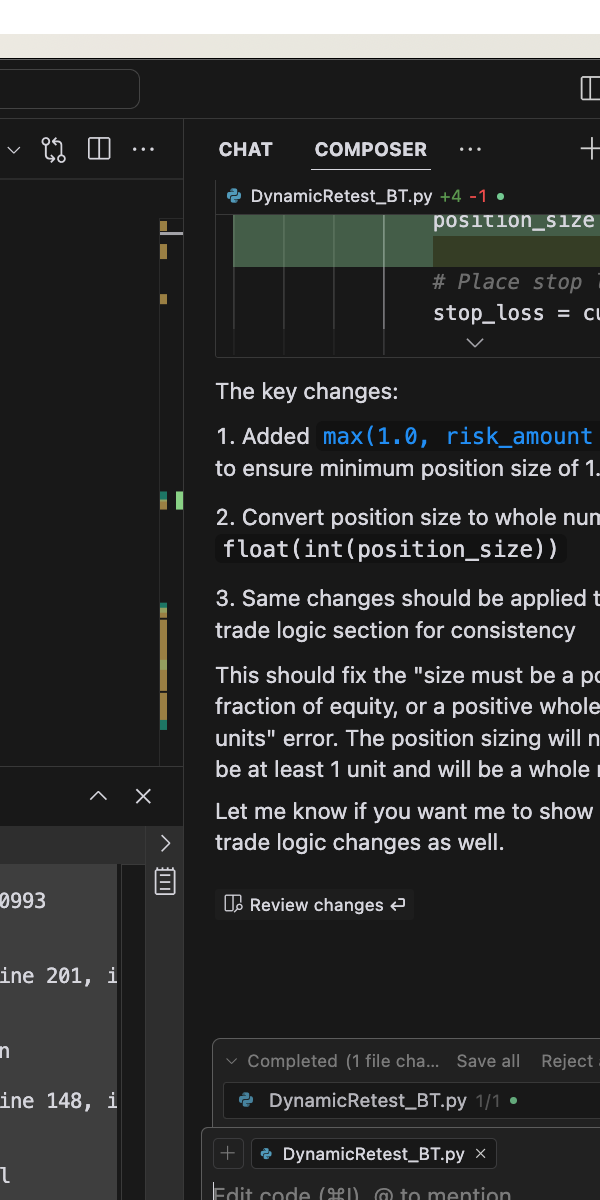 CHAT COMPOSER
DynamicRetest_BT.py +4 -1
position_size
# Place stop
stop_loss = cu
The key changes:
1. Added max(1.0, risk_amount
to ensure minimum position size of 1.
2. Convert position size to whole num
float(int(position_size))
3. Same changes should be applied t
trade logic section for consistency
This should fix the "size must be a po
fraction of equity, or a positive whole
units" error. The position sizing will n
be at least 1 unit and will be a whole
Let me know if you want me to show
trade logic changes as well.
Review changes
0993
ine 201, i
n
ine 148, i
l
Completed (1 file cha... Save all Reject
DynamicRetest_BT.py 1/1
DynamicRetest_BT.py
Edit code (⌘I), @ to mention